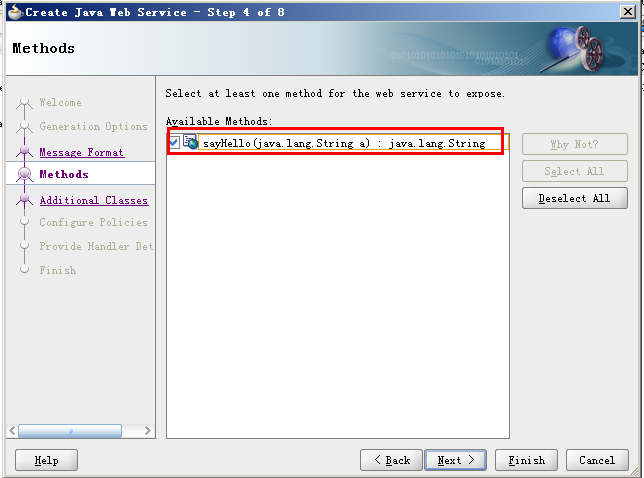 Create Java Web Service - Step 4 of 8
Methods
Welcome
Generation Options
Message Format
Methods
Additional Classes
Configure Policies
Provide Handler Det
Finish
Select at least one method for the web service to expose.
Available Methods:
sayHello(java.lang.String a) : java.lang.String
Why Not?
Select All
Deselect All
Help
< Back
Next >
Finish
Cancel